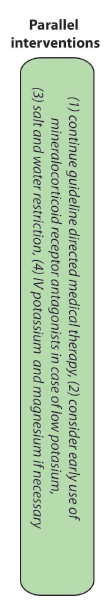 Parallel
interventions
(1) continue guideline directed medical therapy, (2) consider early use of
mineralocorticoid receptor antagonists in case of low potasium,
(3) salt and water restriction, (4) IV potassium and magnesium if necessary